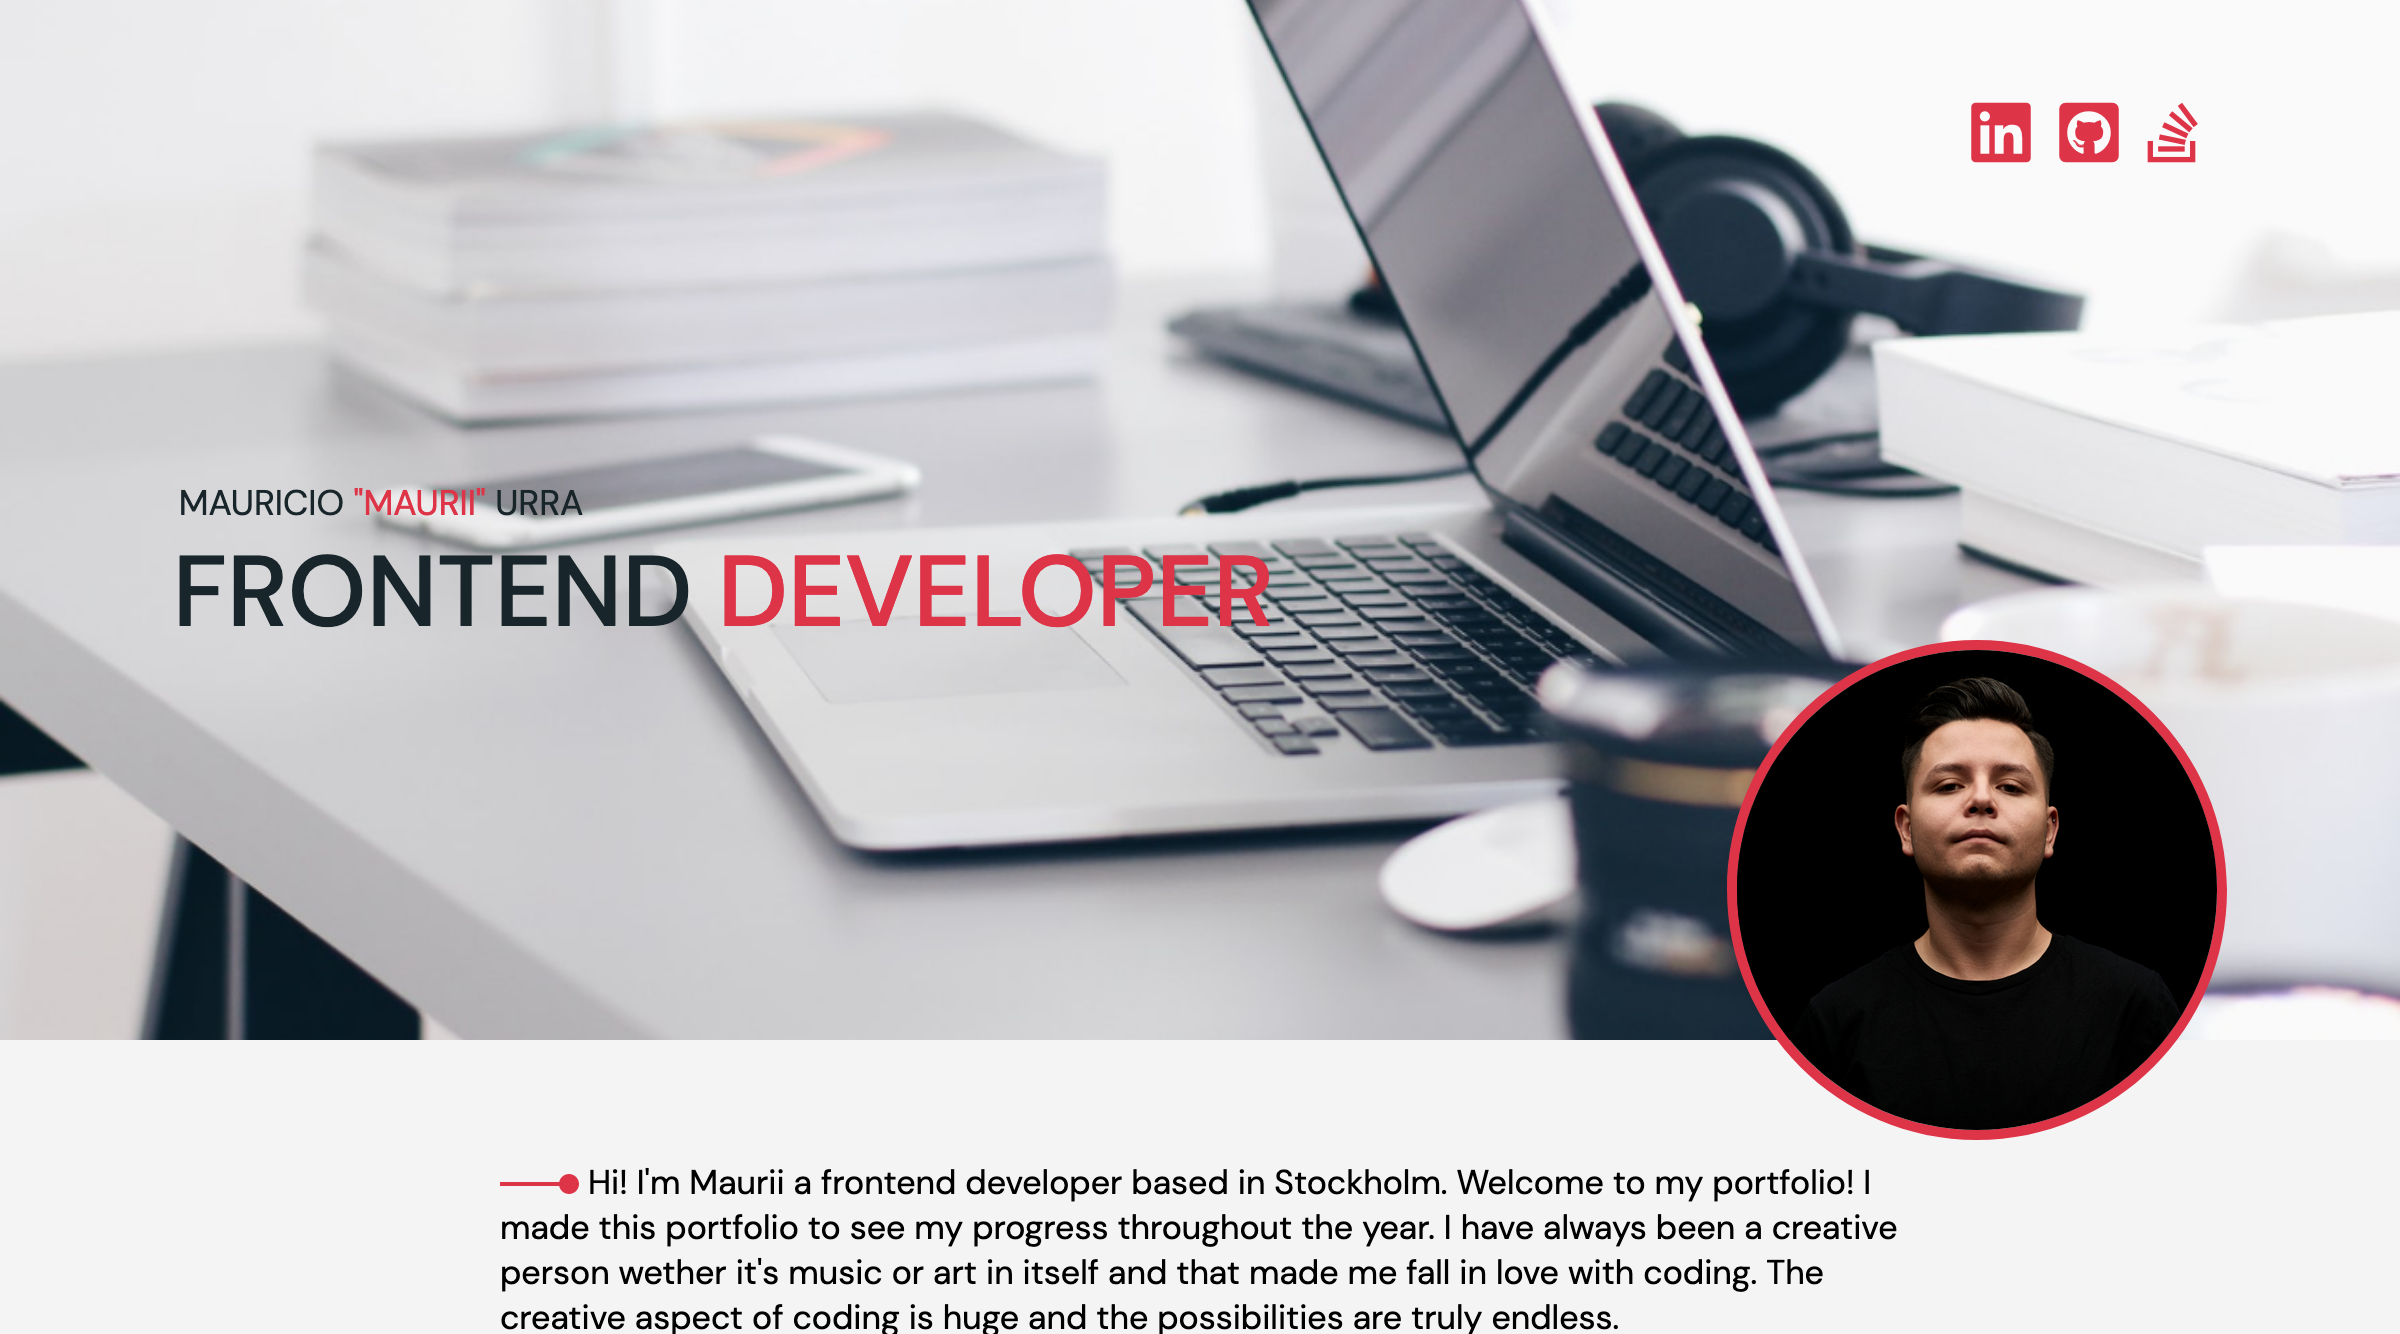 in
MAURICIO "MAURII" URRA
FRONTEND DEVELOPER
Hi! I'm Maurii a frontend developer based in Stockholm. Welcome to my portfolio! I
made this portfolio to see my progress throughout the year. I have always been a creative
person wether it's music or art in itself and that made me fall in love with coding. The
creative aspect of coding is huge and the possibilities are truly endless.